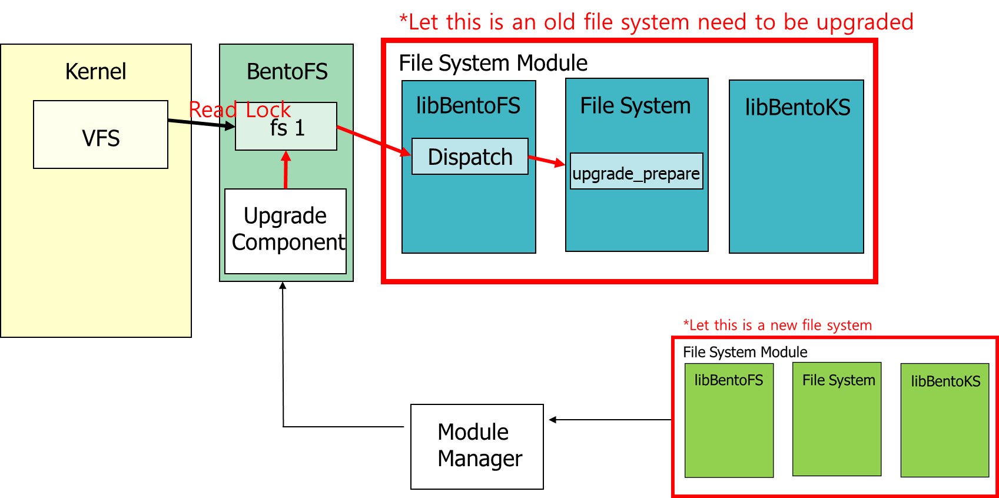 *Let this is an old file system need to be upgraded
Kernel
VFS
Read Lock
BentoFS
fs 1
Upgrade
Component
File System Module
libBentoFS
Dispatch
File System
upgrade_prepare
libBentoKS
*Let this is a new file system
File System Module
libBentoFS
File System
libBentoKS
Module
Manager